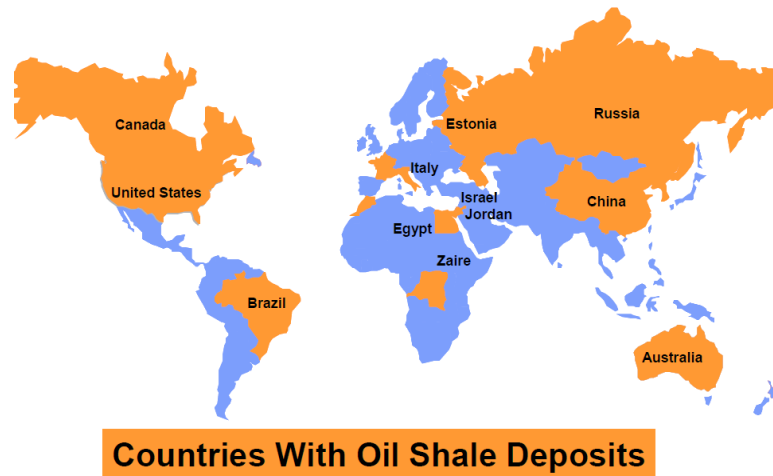 Canada
Estonia
Russia
Italy
United States
Israel
Jordan
China
Egypt
Zaire
Brazil
Australia
Countries With Oil Shale Deposits